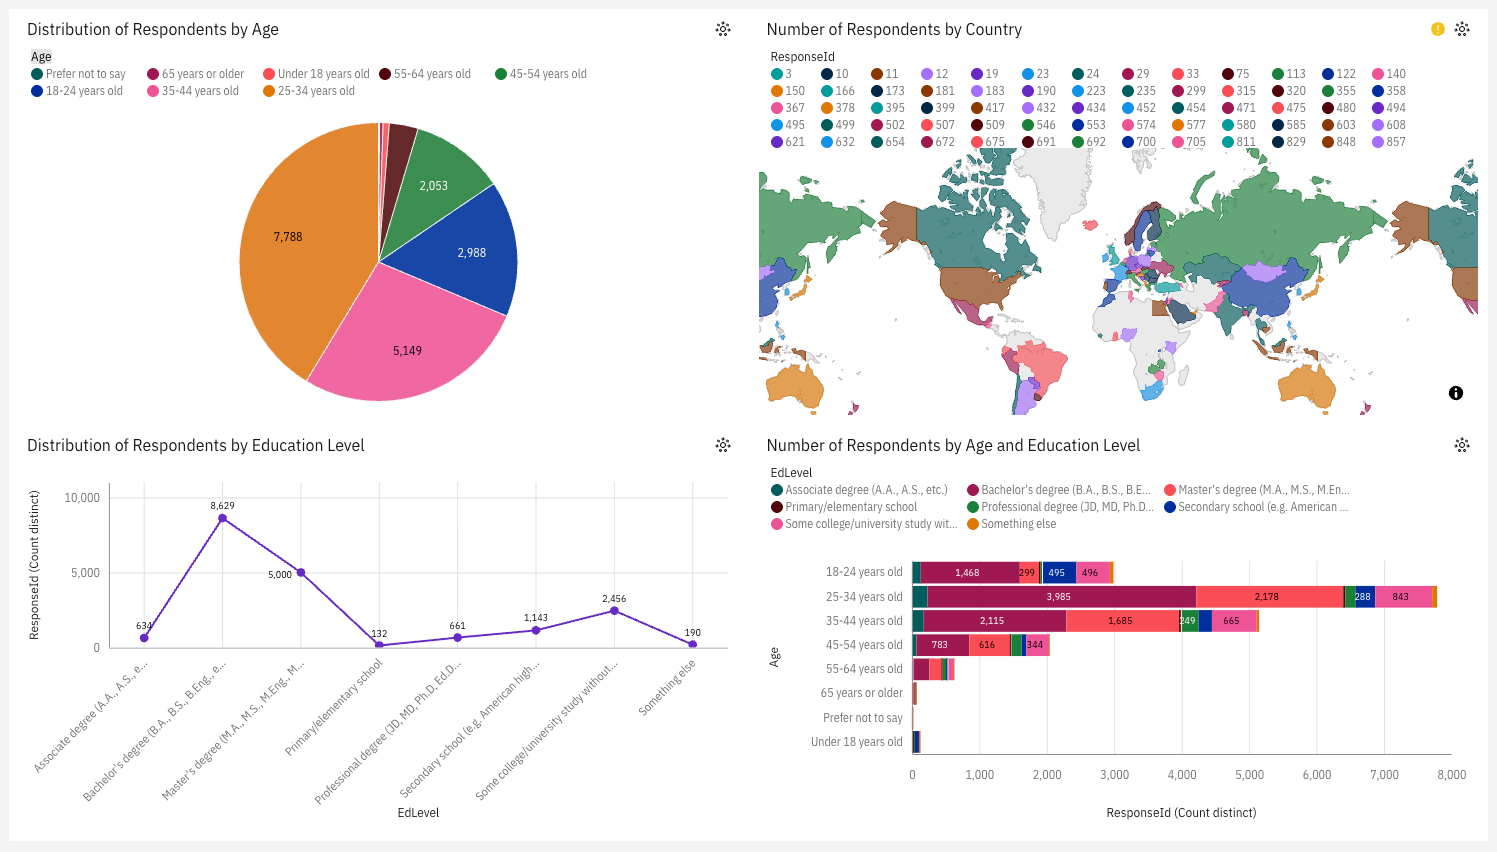 Distribution of Respondents by Age
Age
Prefer not to say 65 years or older Under 18 years old 55-64 years old 45-54 years old
18-24 years old 35-44 years old 25-34 years old
2,053
2,988
7,788
5,149
Number of Respondents by Country
ResponseId
3 10 11 12 19 23 24 29 33 75 113 122 140
150 166 173 181 183 190 223 235 299 315 320 355 358
367 378 395 399 417 432 434 452 454 471 475 480 494
495 499 502 507 509 546 553 574 577 580 585 603 608
621 632 654 672 675 691 692 700 705 811 829 848 857
Distribution of Respondents by Education Level
ResponseId (Count distinct)
10,000
5,000
0
634
8,629
5,000
132
661
1,143
2,456
190
Associate degree (A.A., A.S., e...
Bachelor's degree (B.A., B.S., B.Eng., e...
Master's degree (M.A., M.S., M.Eng., M...
Primary/elementary school
Professional degree (JD, MD, Ph.D, Ed.D...
Secondary school (e.g. American high...
Some college/university study without...
Something else
EdLevel
Number of Respondents by Age and Education Level
EdLevel
Associate degree (A.A., A.S., etc.) Bachelor's degree (B.A., B.S., B.E... Master's degree (M.A., M.S., M.En...
Primary/elementary school Professional degree (JD, MD, Ph.D... Secondary school (e.g. American ...
Some college/university study wit... Something else
Age
18-24 years old 1,468 299 495 496
25-34 years old 3,985 2,178 288 843
35-44 years old 2,115 1,685 249 665
45-54 years old 783 616 344
55-64 years old
65 years or older
Prefer not to say
Under 18 years old
0 1,000 2,000 3,000 4,000 5,000 6,000 7,000 8,000
ResponseId (Count distinct)